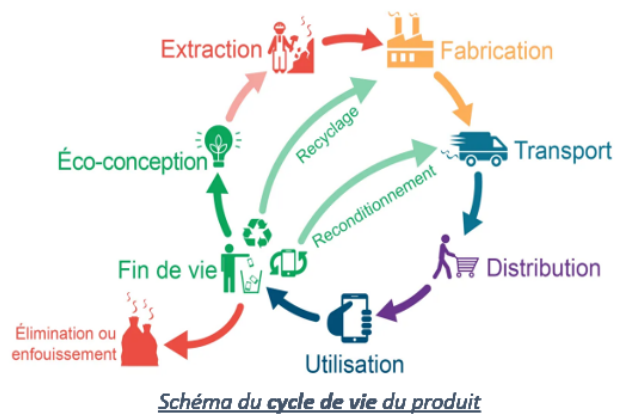 Extraction
Fabrication
Recyclage
Éco-conception
Transport
Reconditionnement
Fin de vie
Distribution
Élimination ou
enfouissement
Utilisation
Schéma du cycle de vie du produit